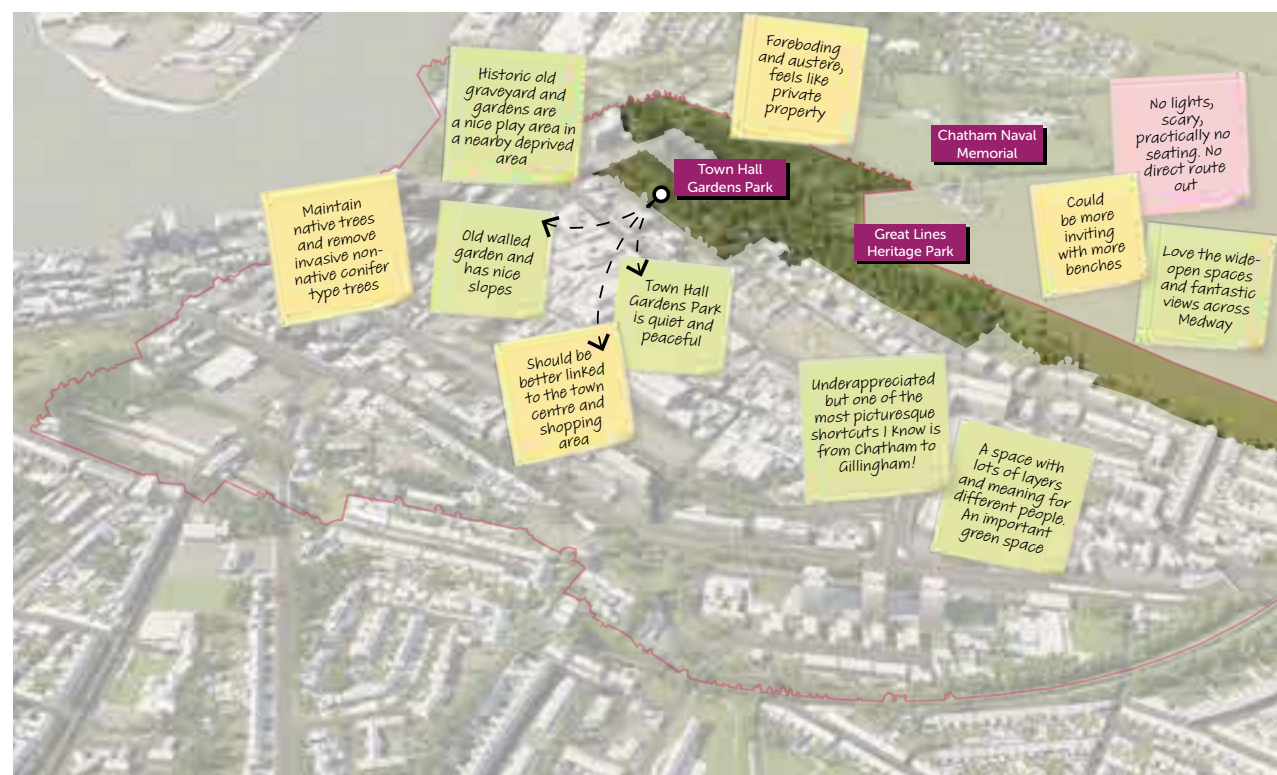 Foreboding
and austere,
feels like
private
property
Historic old
graveyard and
gardens are
a nice play area in
a nearby deprived
area
No lights,
scary,
practically no
seating. No
direct route
out
Chatham Naval
Memorial
Town Hall
Gardens Park
Maintain
native trees
and remove
invasive non-
native conifer
type trees
Could
be more
inviting
with more
benches
Old walled
garden and
has nice
slopes
Great Lines
Heritage Park
Love the wide-
open spaces
and fantastic
views across
Medway
Town Hall
Gardens Park
is quiet and
peaceful
Should be
better linked
to the town
centre and
shopping
area
Underappreciated
but one of the
most picturesque
shortcuts I know is
from Chatham to
Gillingham!
A space with
lots of layers
and meaning for
different people.
An important
green space